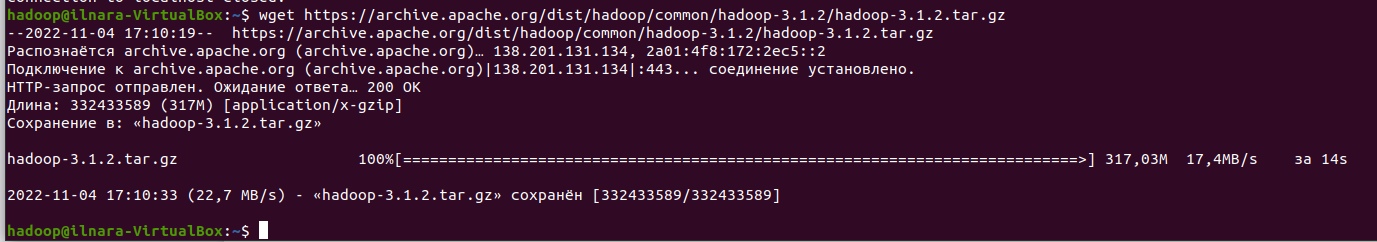 connection to localhost closed.
hadoop@ilnara-VirtualBox:~$ wget https://archive.apache.org/dist/hadoop/common/hadoop-3.1.2/hadoop-3.1.2.tar.gz
--2022-11-04 17:10:19--  https://archive.apache.org/dist/hadoop/common/hadoop-3.1.2/hadoop-3.1.2.tar.gz
Распознаётся archive.apache.org (archive.apache.org)… 138.201.131.134, 2a01:4f8:172:2ec5::2
Подключение к archive.apache.org (archive.apache.org)|138.201.131.134|:443... соединение установлено.
HTTP-запрос отправлен. Ожидание ответа… 200 OK
Длина: 332433589 (317M) [application/x-gzip]
Сохранение в: «hadoop-3.1.2.tar.gz»
hadoop-3.1.2.tar.gz 100%[===========================================================================>] 317,03M 17,4MB/s за 14s
2022-11-04 17:10:33 (22,7 MB/s) - «hadoop-3.1.2.tar.gz» сохранён [332433589/332433589]
hadoop@ilnara-VirtualBox:~$